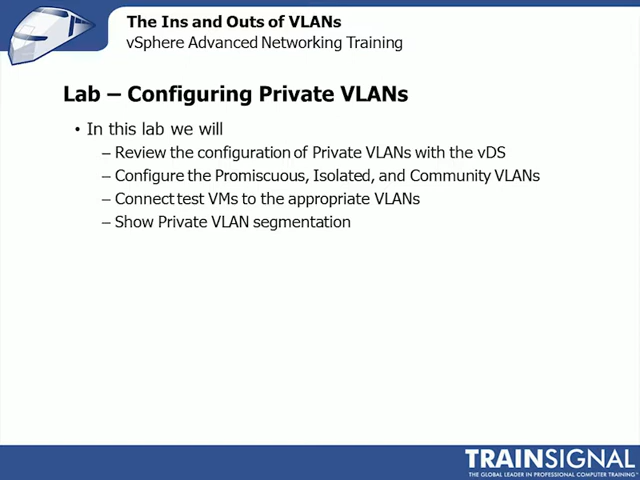 The Ins and Outs of VLANs
vSphere Advanced Networking Training
Lab – Configuring Private VLANs
• In this lab we will
– Review the configuration of Private VLANs with the vDS
– Configure the Promiscuous, Isolated, and Community VLANs
– Connect test VMs to the appropriate VLANs
– Show Private VLAN segmentation
TRAINSIGNAL
THE GLOBAL LEADER IN PROFESSIONAL COMPUTER TRAINING